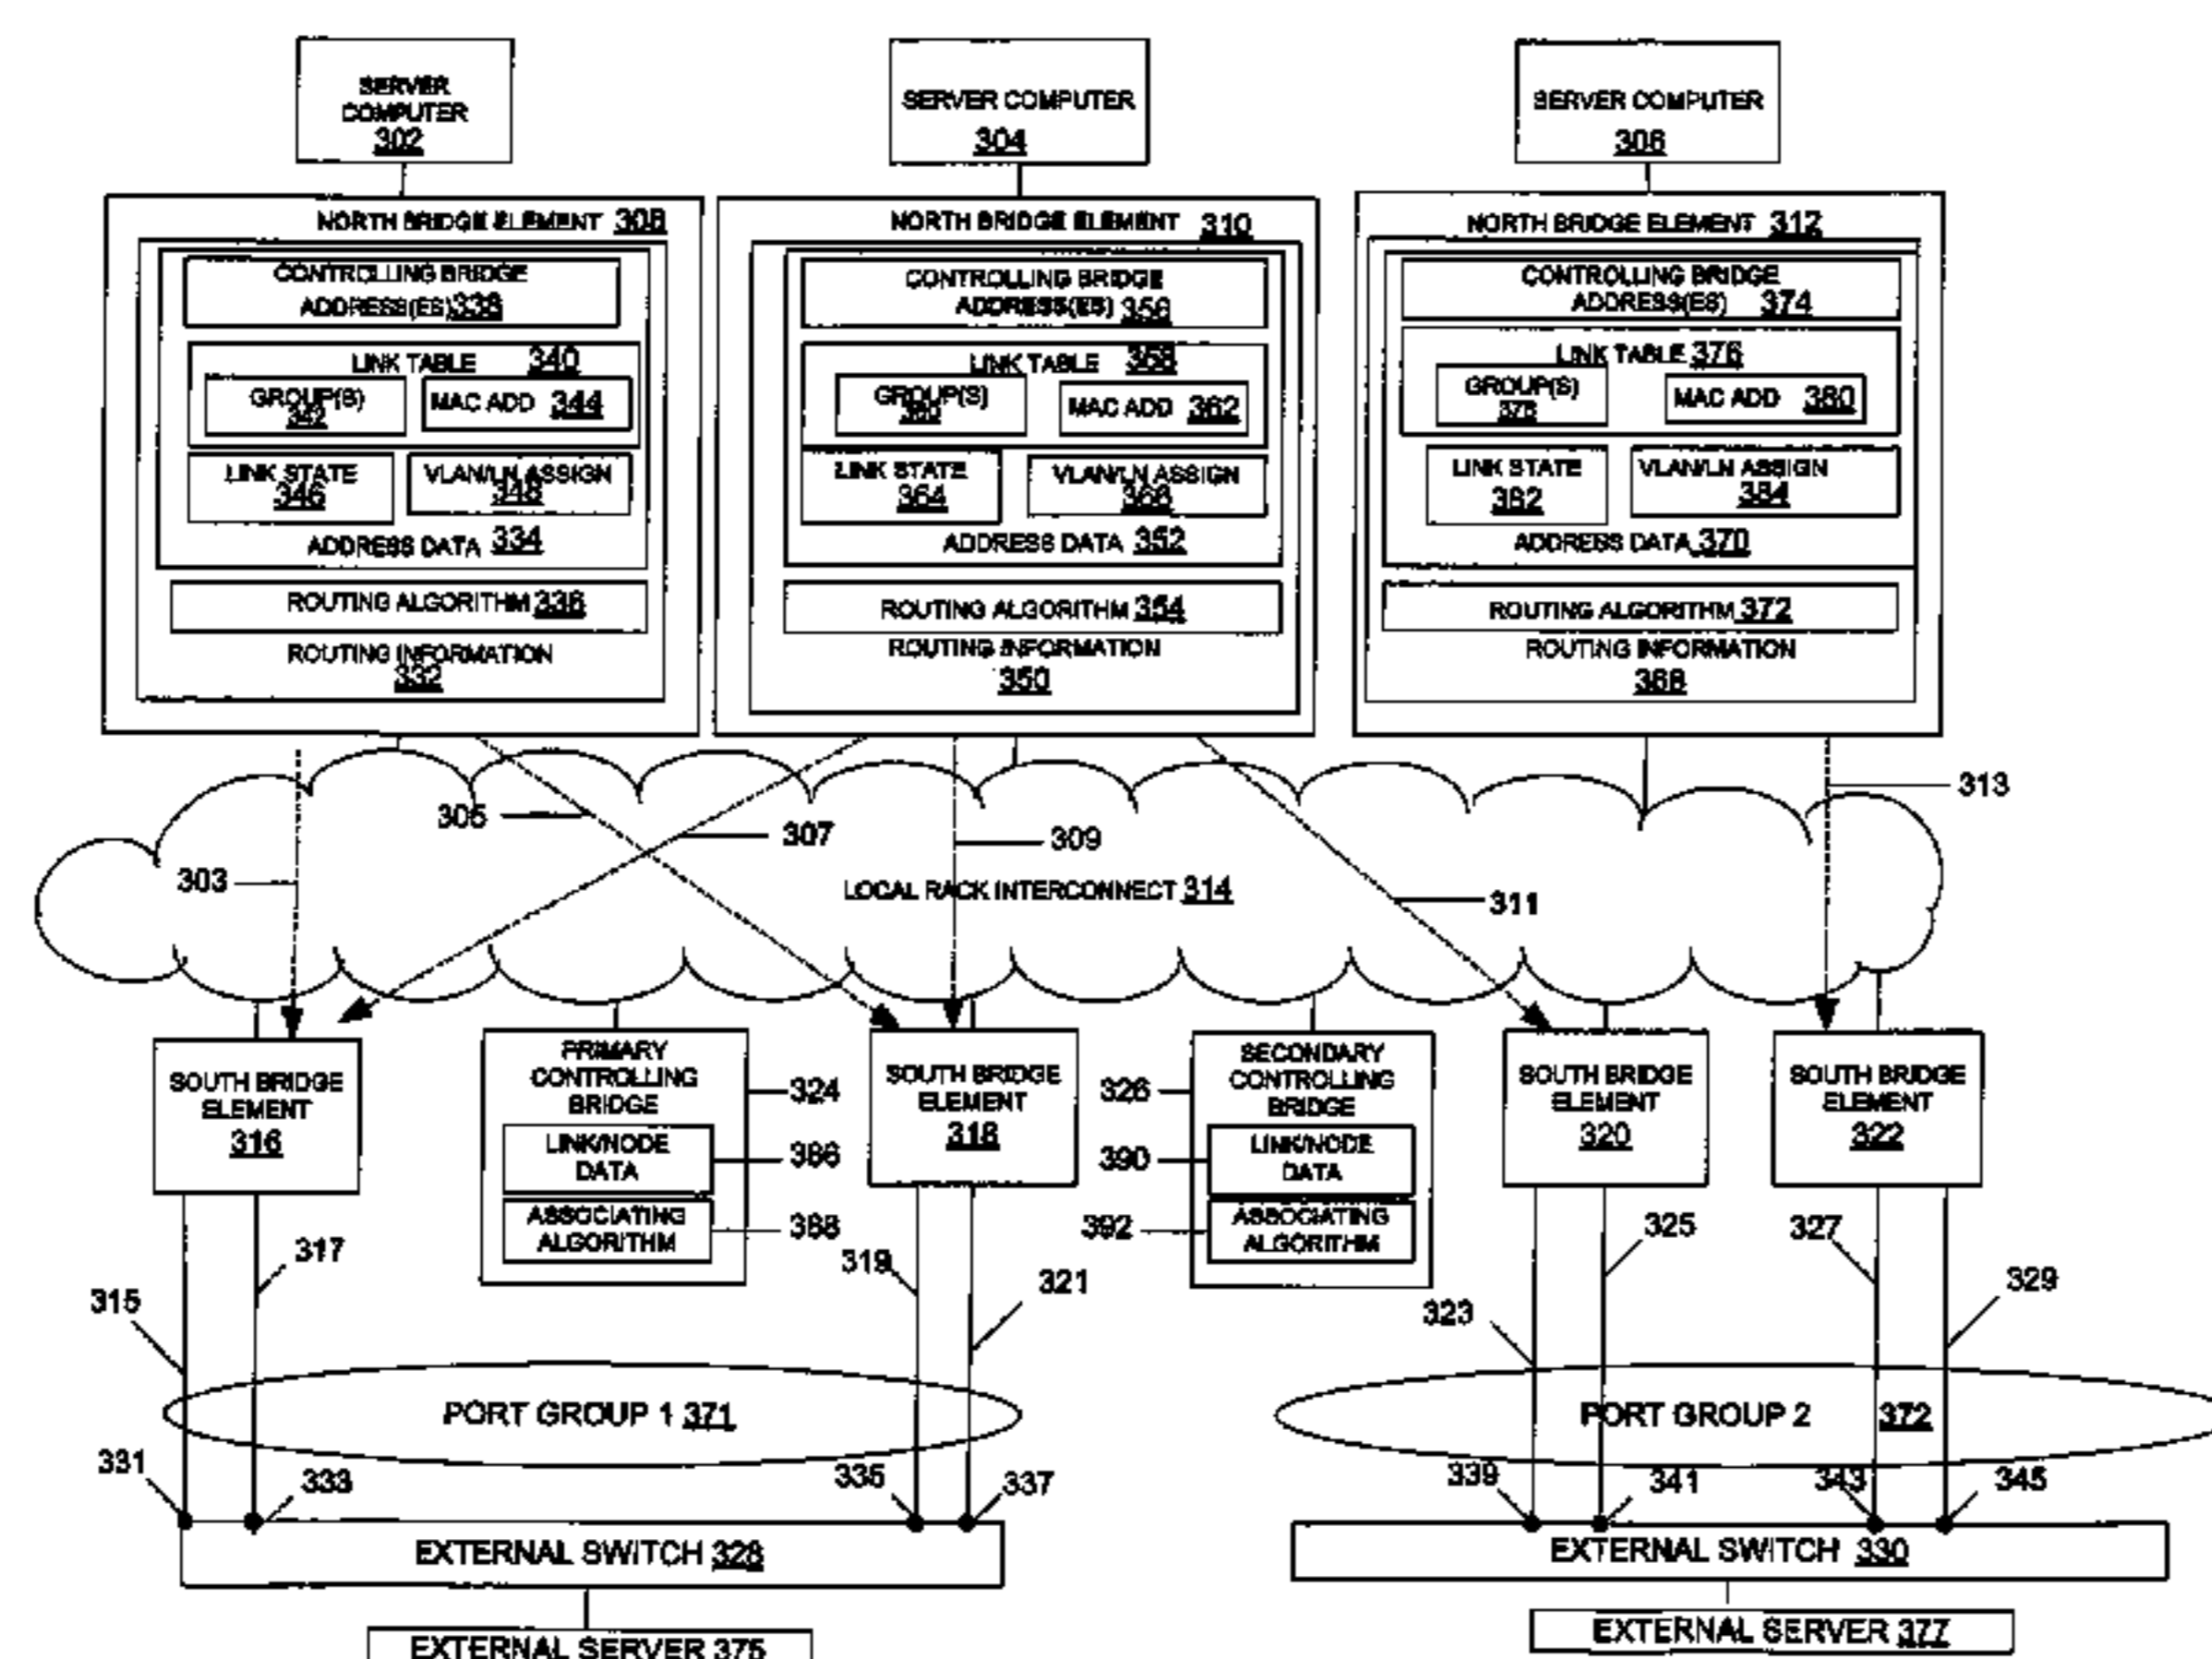 SERVER
COMPUTER
302
SERVER COMPUTER
304
SERVER COMPUTER
306
NORTH BRIDGE ELEMENT 308
CONTROLLING BRIDGE
ADDRESS(ES) 338
LINK TABLE 340
GROUP(S)
342
MAC ADD 344
LINK STATE
346
VLAN/LN ASSIGN
348
ADDRESS DATA 334
ROUTING ALGORITHM 336
ROUTING INFORMATION
332
NORTH BRIDGE ELEMENT 310
CONTROLLING BRIDGE
ADDRESS(ES) 356
LINK TABLE 358
GROUP(S)
360
MAC ADD 362
LINK STATE
364
VLAN/LN ASSIGN
366
ADDRESS DATA 352
ROUTING ALGORITHM 354
ROUTING INFORMATION
350
NORTH BRIDGE ELEMENT 312
CONTROLLING BRIDGE
ADDRESS(ES) 374
LINK TABLE 376
GROUP(S)
378
MAC ADD 380
LINK STATE
382
VLAN/LN ASSIGN
384
ADDRESS DATA 370
ROUTING ALGORITHM 372
ROUTING INFORMATION
368
305
307
309
313
303
LOCAL RACK INTERCONNECT 314
311
SOUTH BRIDGE
ELEMENT
316
PRIMARY
CONTROLLING
BRIDGE
324
LINK/NODE
DATA
386
ASSOCIATING
ALGORITHM
388
SOUTH BRIDGE
ELEMENT
318
SECONDARY
CONTROLLING
BRIDGE
326
LINK/NODE
DATA
390
ASSOCIATING
ALGORITHM
392
SOUTH BRIDGE
ELEMENT
320
SOUTH BRIDGE
ELEMENT
322
315
317
319
321
323
325
327
329
PORT GROUP 1 371
PORT GROUP 2 372
331
333
335
337
339
341
343
345
EXTERNAL SWITCH 328
EXTERNAL SWITCH 330
EXTERNAL SERVER 375
EXTERNAL SERVER 377